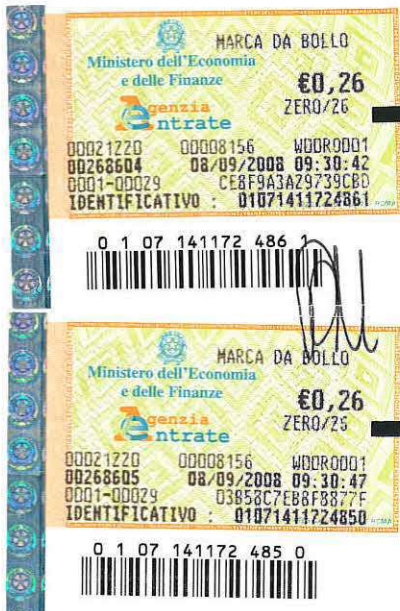 MARCA DA BOLLO
Ministero dell'Economia
e delle Finanze
€0,26
ZERO/26
Agenzia
Entrate
00021220 00008156 W00R0001
00268604 08/09/2008 09:30:42
0001-00029 CE8F9A3A29739CBD
IDENTIFICATIVO : 01071411724861
0 1 07 141172 486 1
MARCA DA BOLLO
Ministero dell'Economia
e delle Finanze
€0,26
ZERO/26
Agenzia
Entrate
00021220 00008156 W00R0001
00268605 08/09/2008 09:30:47
0001-00029 03858C7EB8F8877F
IDENTIFICATIVO : 01071411724850
0 1 07 141172 485 0